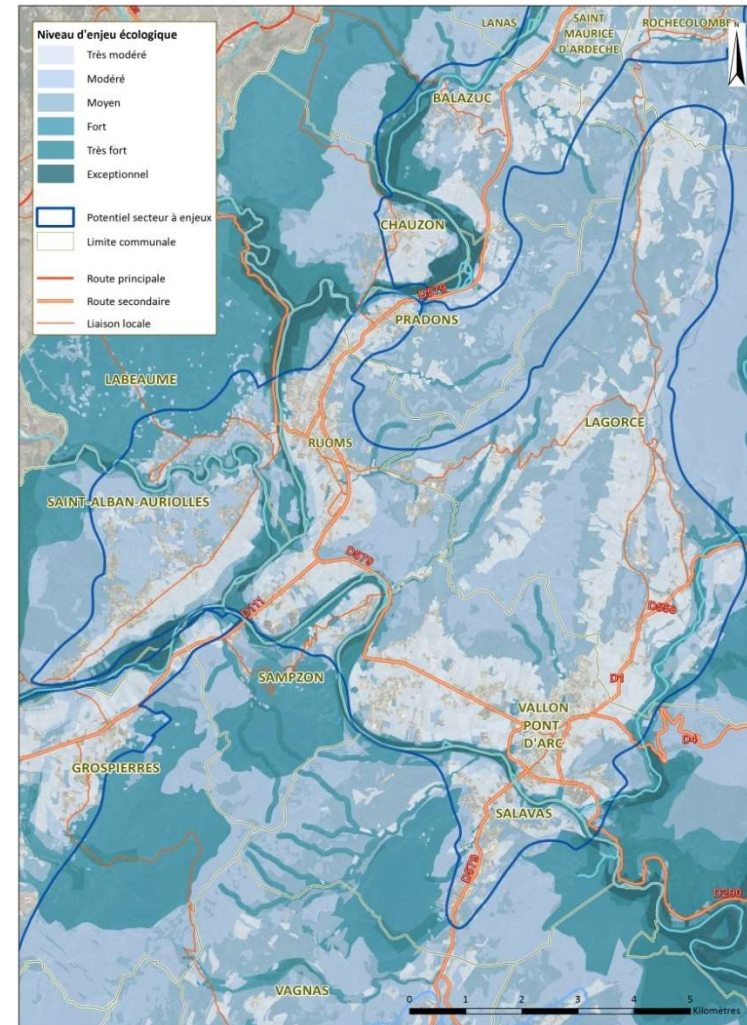 Niveau d'enjeu écologique
Très modéré
Modéré
Moyen
Fort
Très fort
Exceptionnel
Potentiel secteur à enjeux
Limite communale
Route principale
Route secondaire
Liaison locale
LANAS
SAINT
MAURICE
D'ARDECHE
ROCHECOLOMBE
N
BALAZUC
CHAUZON
D579
PRADONS
LABEAUME
RUOMS
LAGORCE
SAINT-ALBAN-AURIOLLES
D579
D111
D558
SAMPZON
D1
VALLON
PONT
D'ARC
D4
GROSPIERRES
SALAVAS
D579
D290
VAGNAS
0 1 2 3 4 5
Kilomètres